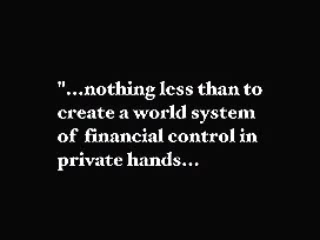 "...nothing less than to
create a world system
of financial control in
private hands...